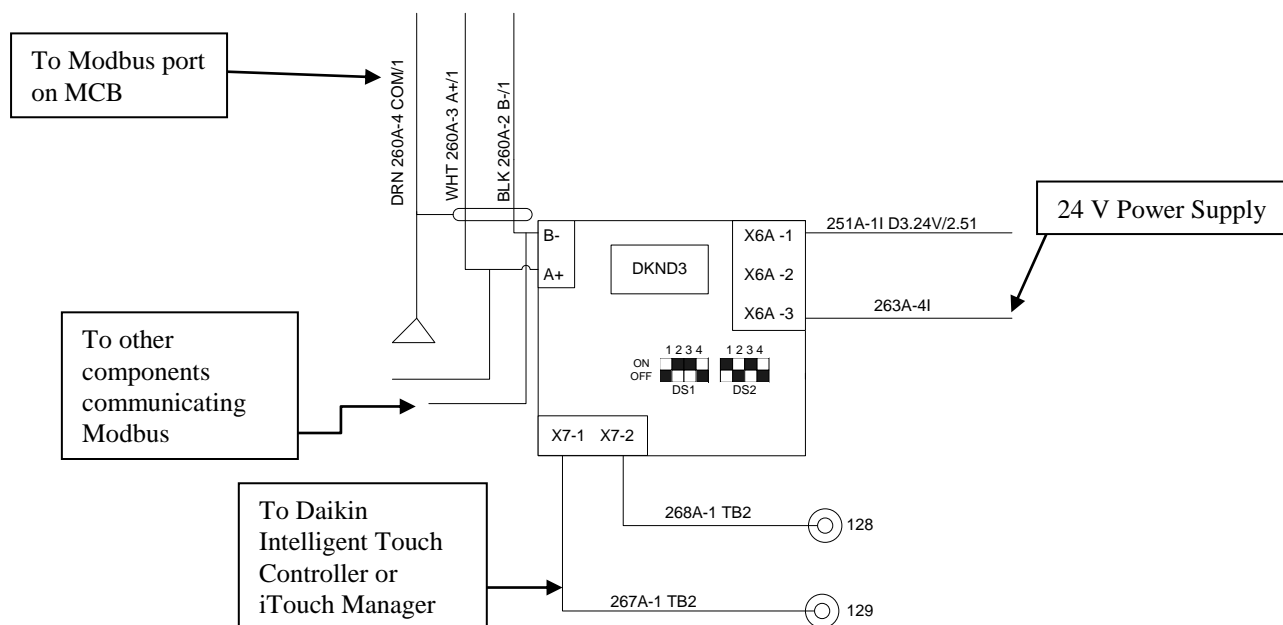 To Modbus port
on MCB
DRN 260A-4 COM/1
WHT 260A-3 A+/1
BLK 260A-2 B-/1
24 V Power Supply
B-
A+
DKND3
X6A -1
X6A -2
X6A -3
251A-1I D3.24V/2.51
263A-4I
To other
components
communicating
Modbus
1 2 3 4
1 2 3 4
ON
OFF
DS1
DS2
X7-1 X7-2
To Daikin
Intelligent Touch
Controller or
iTouch Manager
268A-1 TB2
128
267A-1 TB2
129